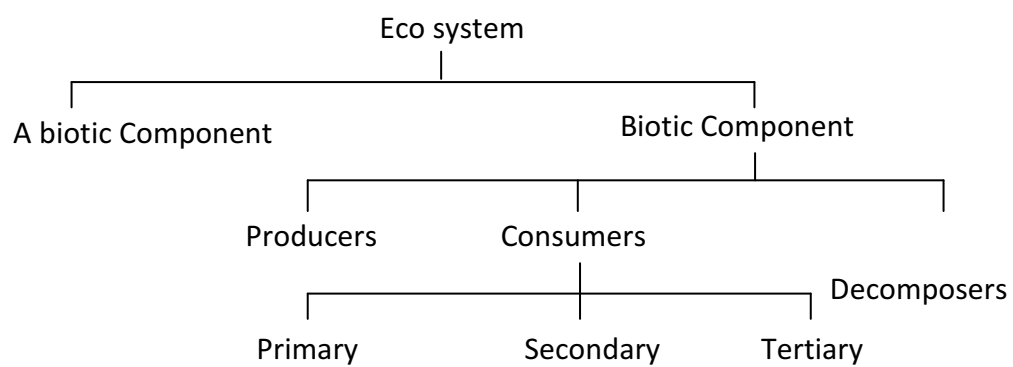 Eco system
A biotic Component
Biotic Component
Producers
Consumers
Decomposers
Primary
Secondary
Tertiary